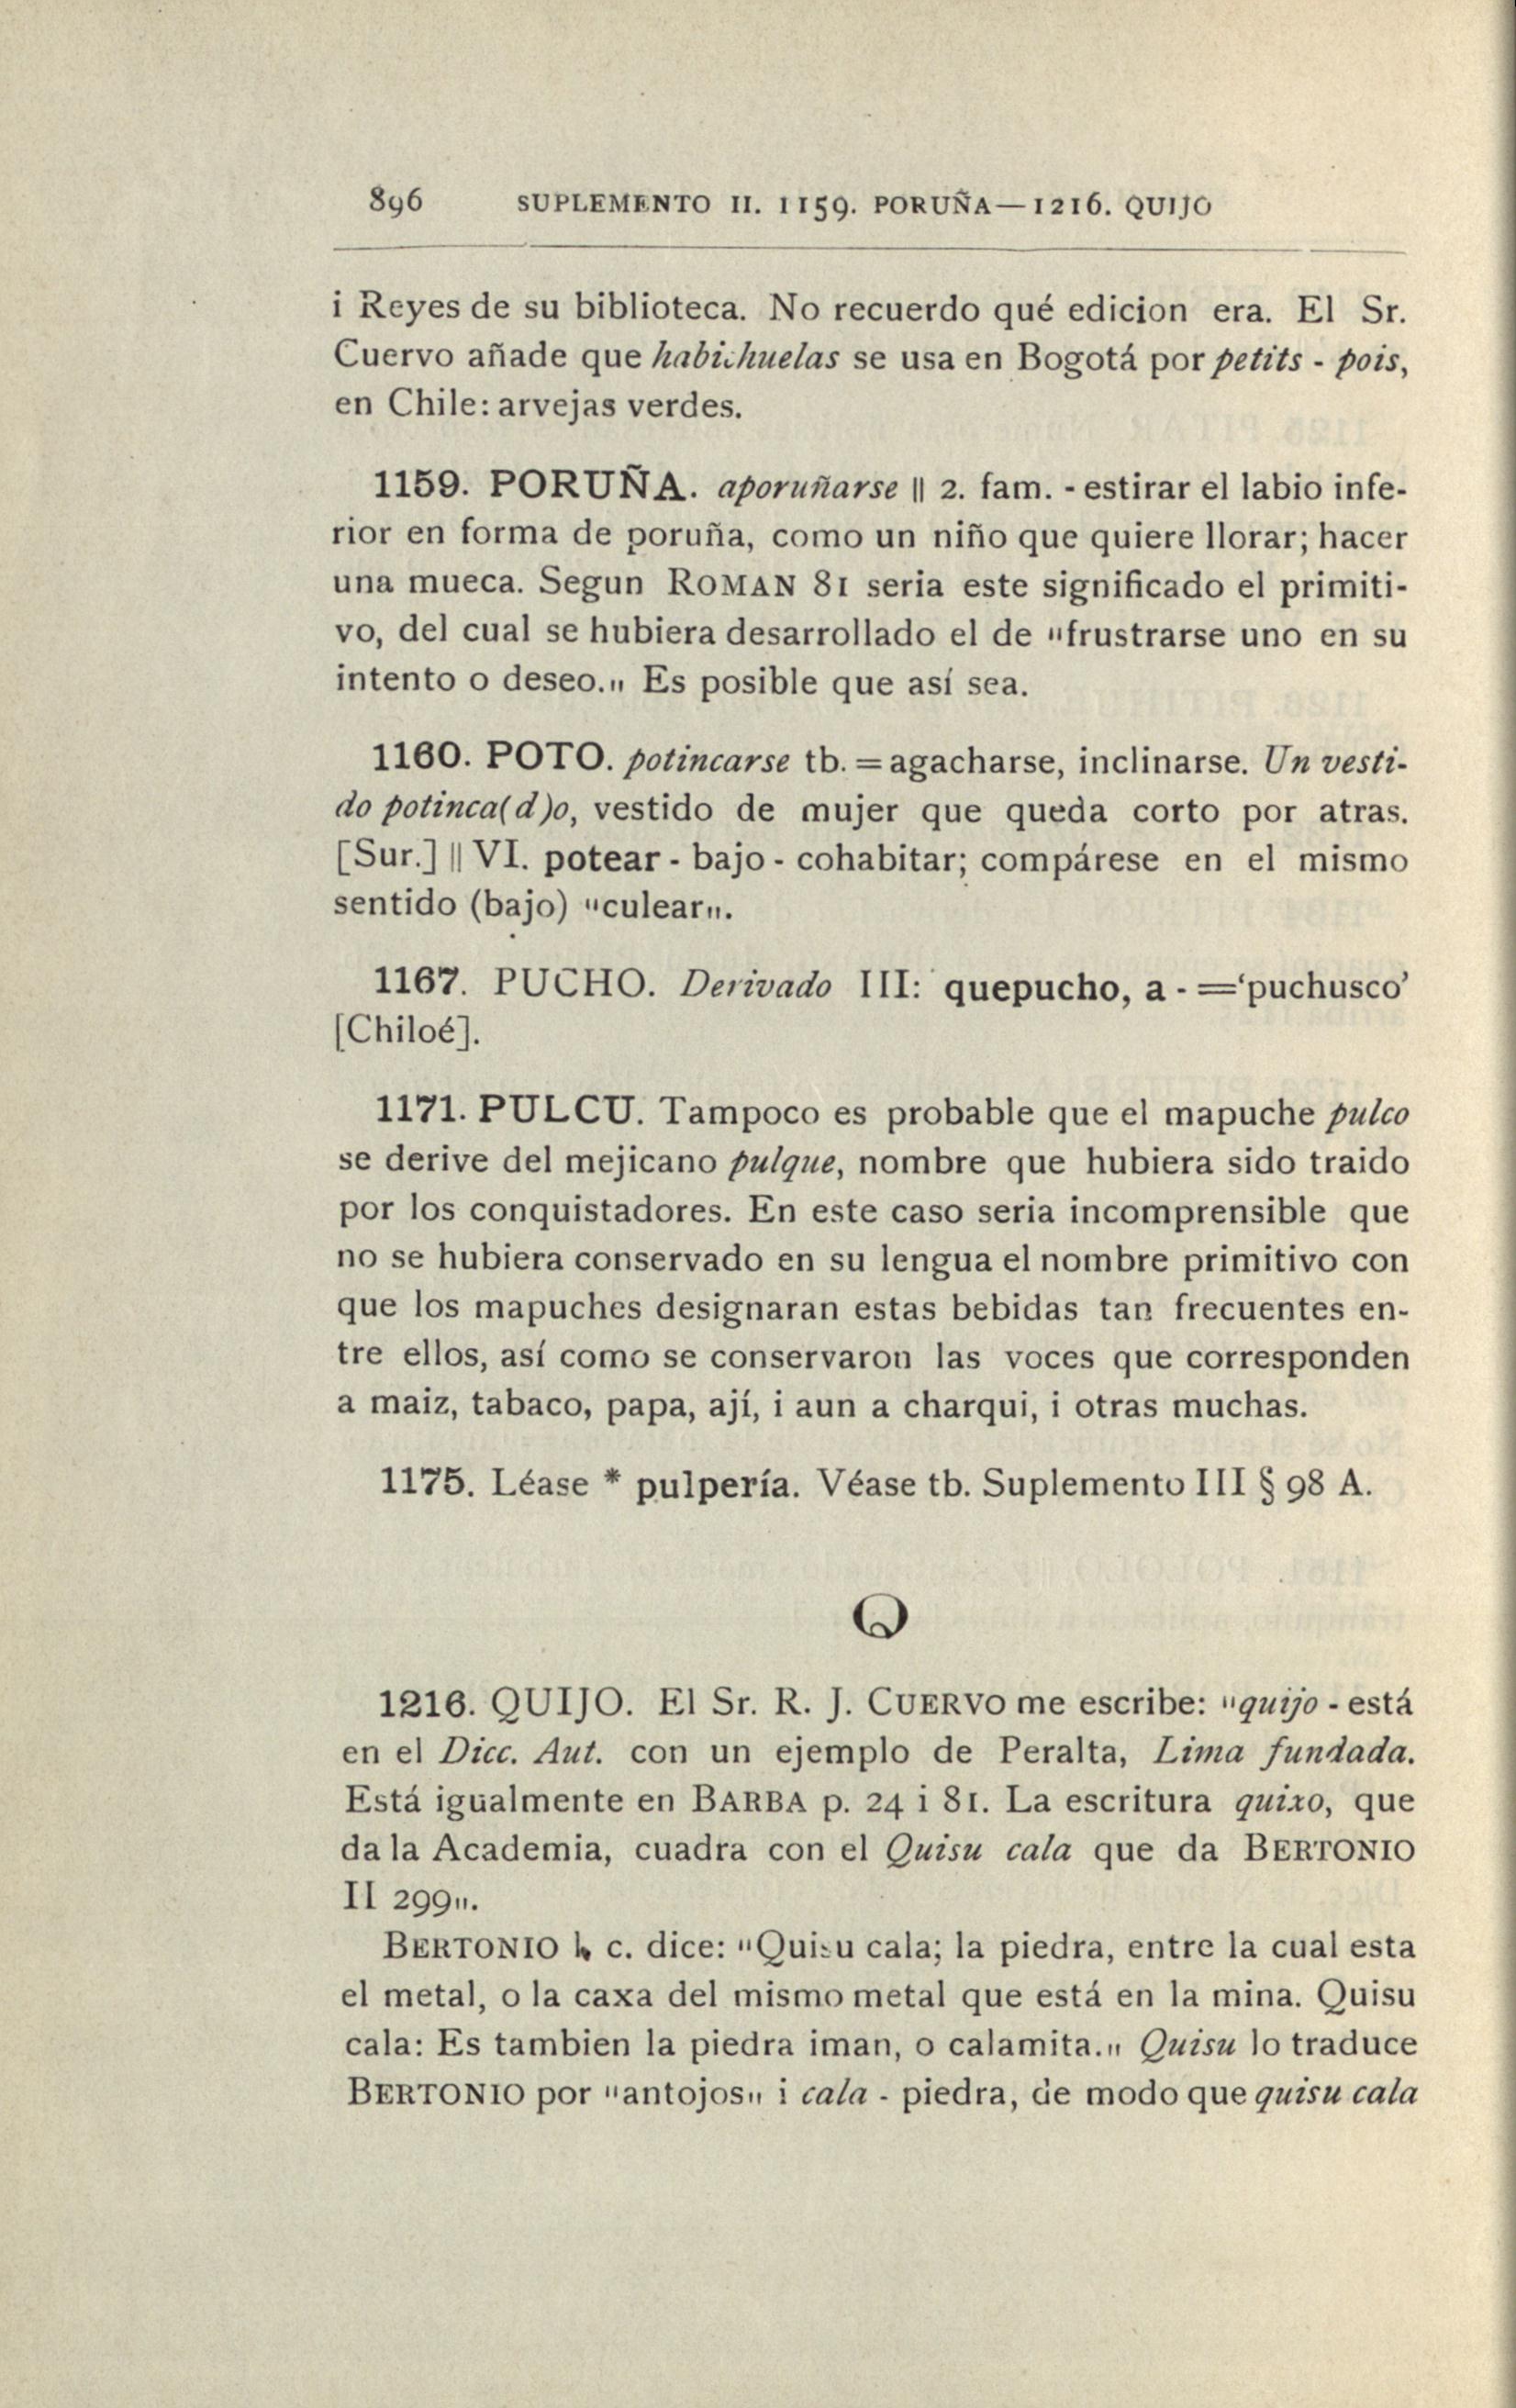 896 SUPLEMENTO II. 1159. PORUÑA—1216. QUIJO
i Reyes de su biblioteca. No recuerdo qué edicion era. El Sr.
Cuervo añade que habichuelas se usa en Bogotá por petits - pois,
en Chile: arvejas verdes.
1159. PORUÑA. aporuñarse || 2. fam. - estirar el labio infe-
rior en forma de poruña, como un niño que quiere llorar; hacer
una mueca. Segun ROMAN 81 seria este significado el primiti-
vo, del cual se hubiera desarrollado el de "frustrarse uno en su
intento o deseo.„ Es posible que así sea.
1160. POTO. potincarse tb. = agacharse, inclinarse. Un vesti-
do potinca(d)o, vestido de mujer que queda corto por atras.
[Sur.] || VI. potear - bajo - cohabitar; compárese en el mismo
sentido (bajo) "culear„.
1167. PUCHO. Derivado III: quepucho, a - = ‘puchusco’
[Chiloé].
1171. PULCU. Tampoco es probable que el mapuche pulco
se derive del mejicano pulque, nombre que hubiera sido traido
por los conquistadores. En este caso seria incomprensible que
no se hubiera conservado en su lengua el nombre primitivo con
que los mapuches designaran estas bebidas tan frecuentes en-
tre ellos, así como se conservaron las voces que corresponden
a maiz, tabaco, papa, ají, i aun a charqui, i otras muchas.
1175. Léase * pulpería. Véase tb. Suplemento III § 98 A.
Q
1216. QUIJO. El Sr. R. J. CUERVO me escribe: "quijo - está
en el Dicc. Aut. con un ejemplo de Peralta, Lima fundada.
Está igualmente en BARBA p. 24 i 81. La escritura quixo, que
da la Academia, cuadra con el Quisu cala que da BERTONIO
II 299„.
BERTONIO l. c. dice: "Quisu cala; la piedra, entre la cual esta
el metal, o la caxa del mismo metal que está en la mina. Quisu
cala: Es tambien la piedra iman, o calamita.„ Quisu lo traduce
BERTONIO por "antojos„ i cala - piedra, de modo que quisu cala